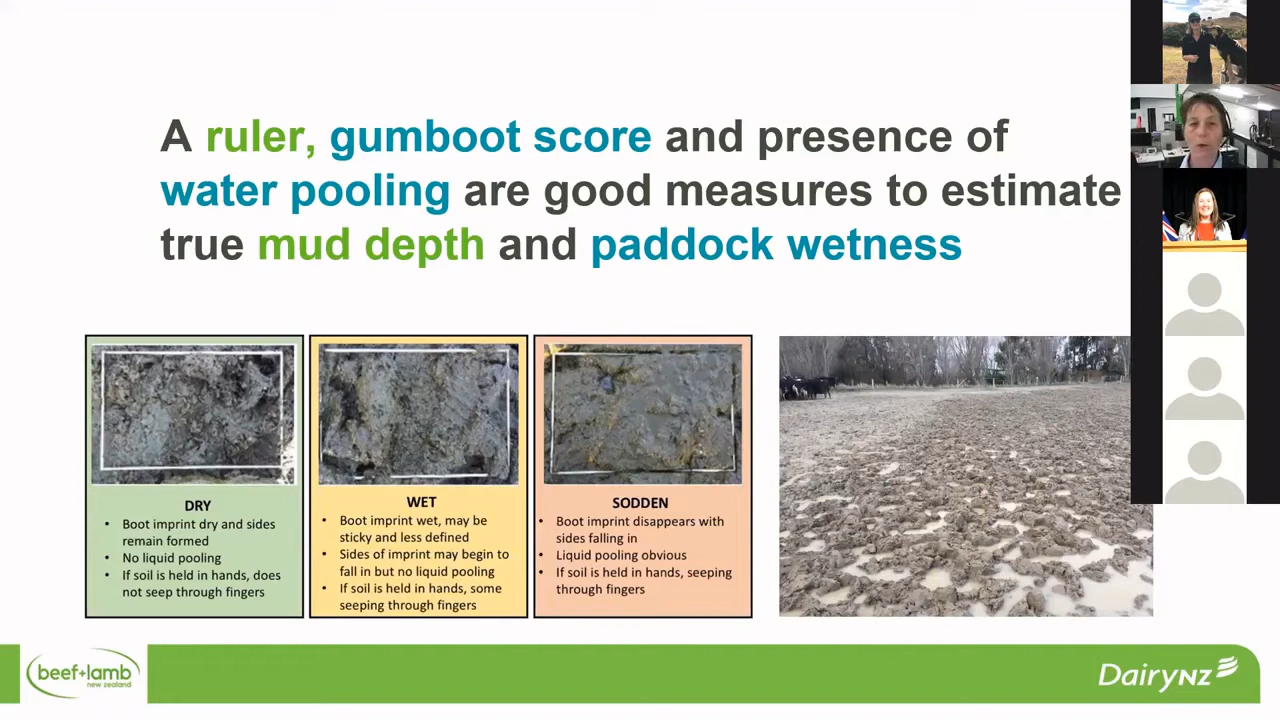 A ruler, gumboot score and presence of
water pooling are good measures to estimate
true mud depth and paddock wetness
DRY
• Boot imprint dry and sides
remain formed
• No liquid pooling
• If soil is held in hands, does
not seep through fingers
WET
• Boot imprint wet, may be
sticky and less defined
• Sides of imprint may begin to
fall in but no liquid pooling
• If soil is held in hands, some
seeping through fingers
SODDEN
• Boot imprint disappears with
sides falling in
• Liquid pooling obvious
• If soil is held in hands, seeping
through fingers
beef+lamb
new zealand
DairyNZ